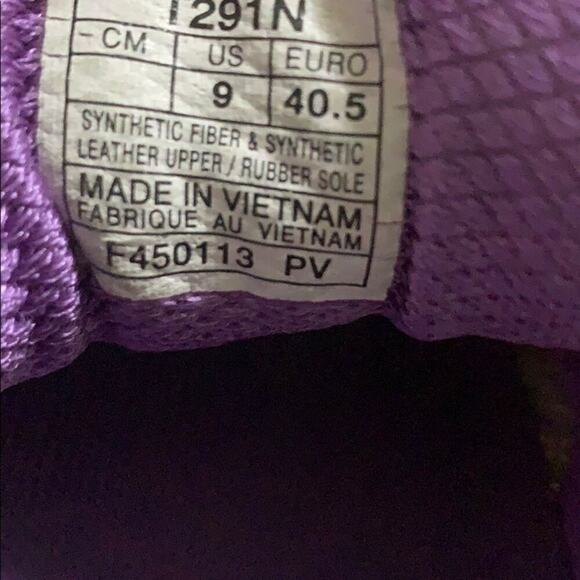 291N
CM US EURO
9 40.5
SYNTHETIC FIBER & SYNTHETIC
LEATHER UPPER / RUBBER SOLE
MADE IN VIETNAM
FABRIQUE AU VIETNAM
F450113 PV